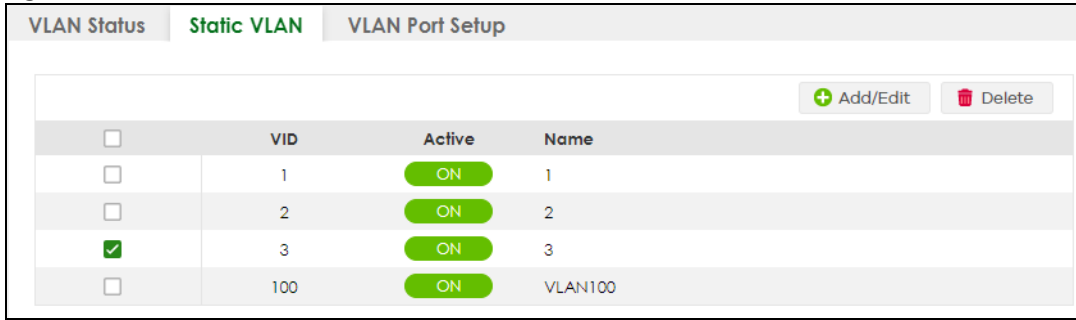 VLAN Status Static VLAN VLAN Port Setup
Add/Edit Delete
VID Active Name
1 ON 1
2 ON 2
3 ON 3
100 ON VLAN100